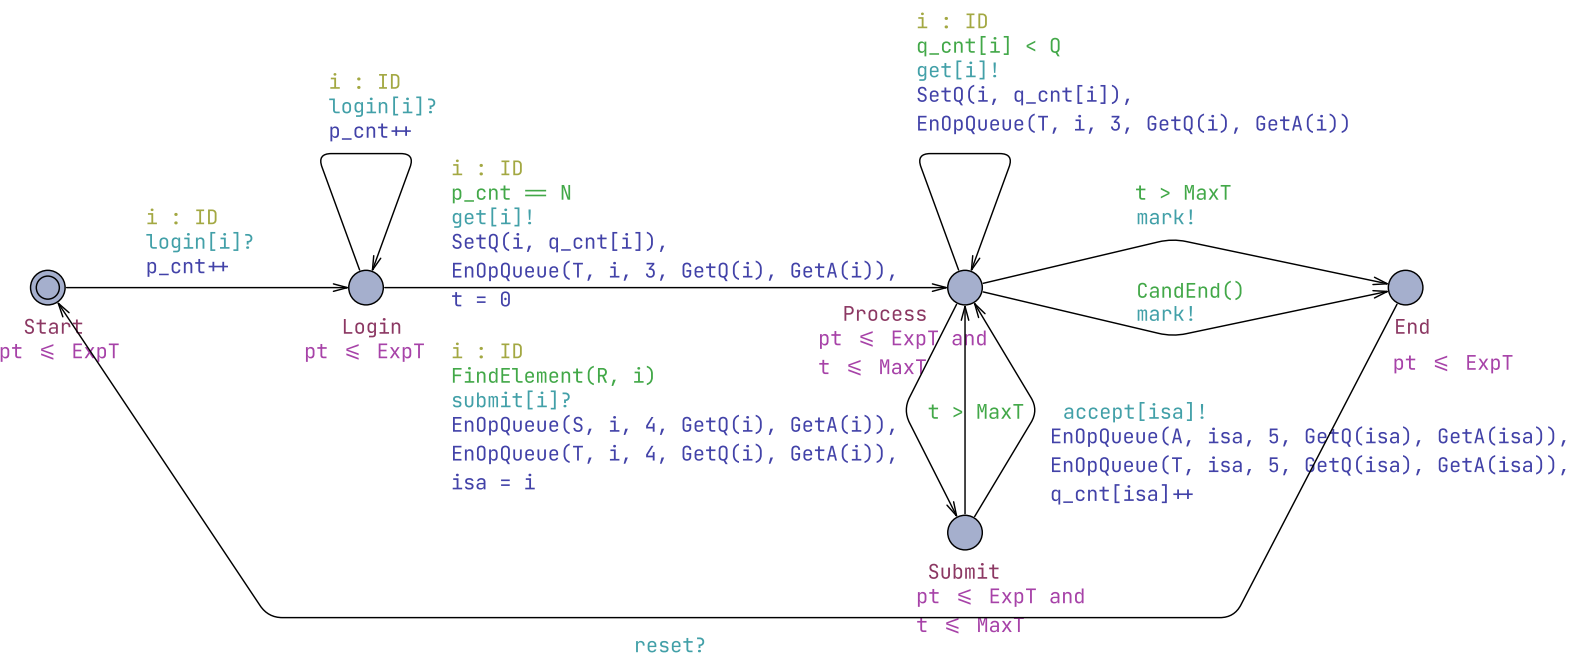 i : ID
login[i]?
p_cnt++
Start
pt <= ExpT
i : ID
login[i]?
p_cnt++
Login
pt <= ExpT
i : ID
p_cnt == N
get[i]!
SetQ(i, q_cnt[i]),
EnOpQueue(T, i, 3, GetQ(i), GetA(i)),
t = 0
i : ID
FindElement(R, i)
submit[i]?
EnOpQueue(S, i, 4, GetQ(i), GetA(i)),
EnOpQueue(T, i, 4, GetQ(i), GetA(i)),
isa = i
i : ID
q_cnt[i] < Q
get[i]!
SetQ(i, q_cnt[i]),
EnOpQueue(T, i, 3, GetQ(i), GetA(i))
Process
pt <= ExpT and
t <= MaxT
t > MaxT
mark!
CandEnd()
mark!
End
pt <= ExpT
t > MaxT
accept[isa]!
EnOpQueue(A, isa, 5, GetQ(isa), GetA(isa)),
EnOpQueue(T, isa, 5, GetQ(isa), GetA(isa)),
q_cnt[isa]++
Submit
pt <= ExpT and
t <= MaxT
reset?